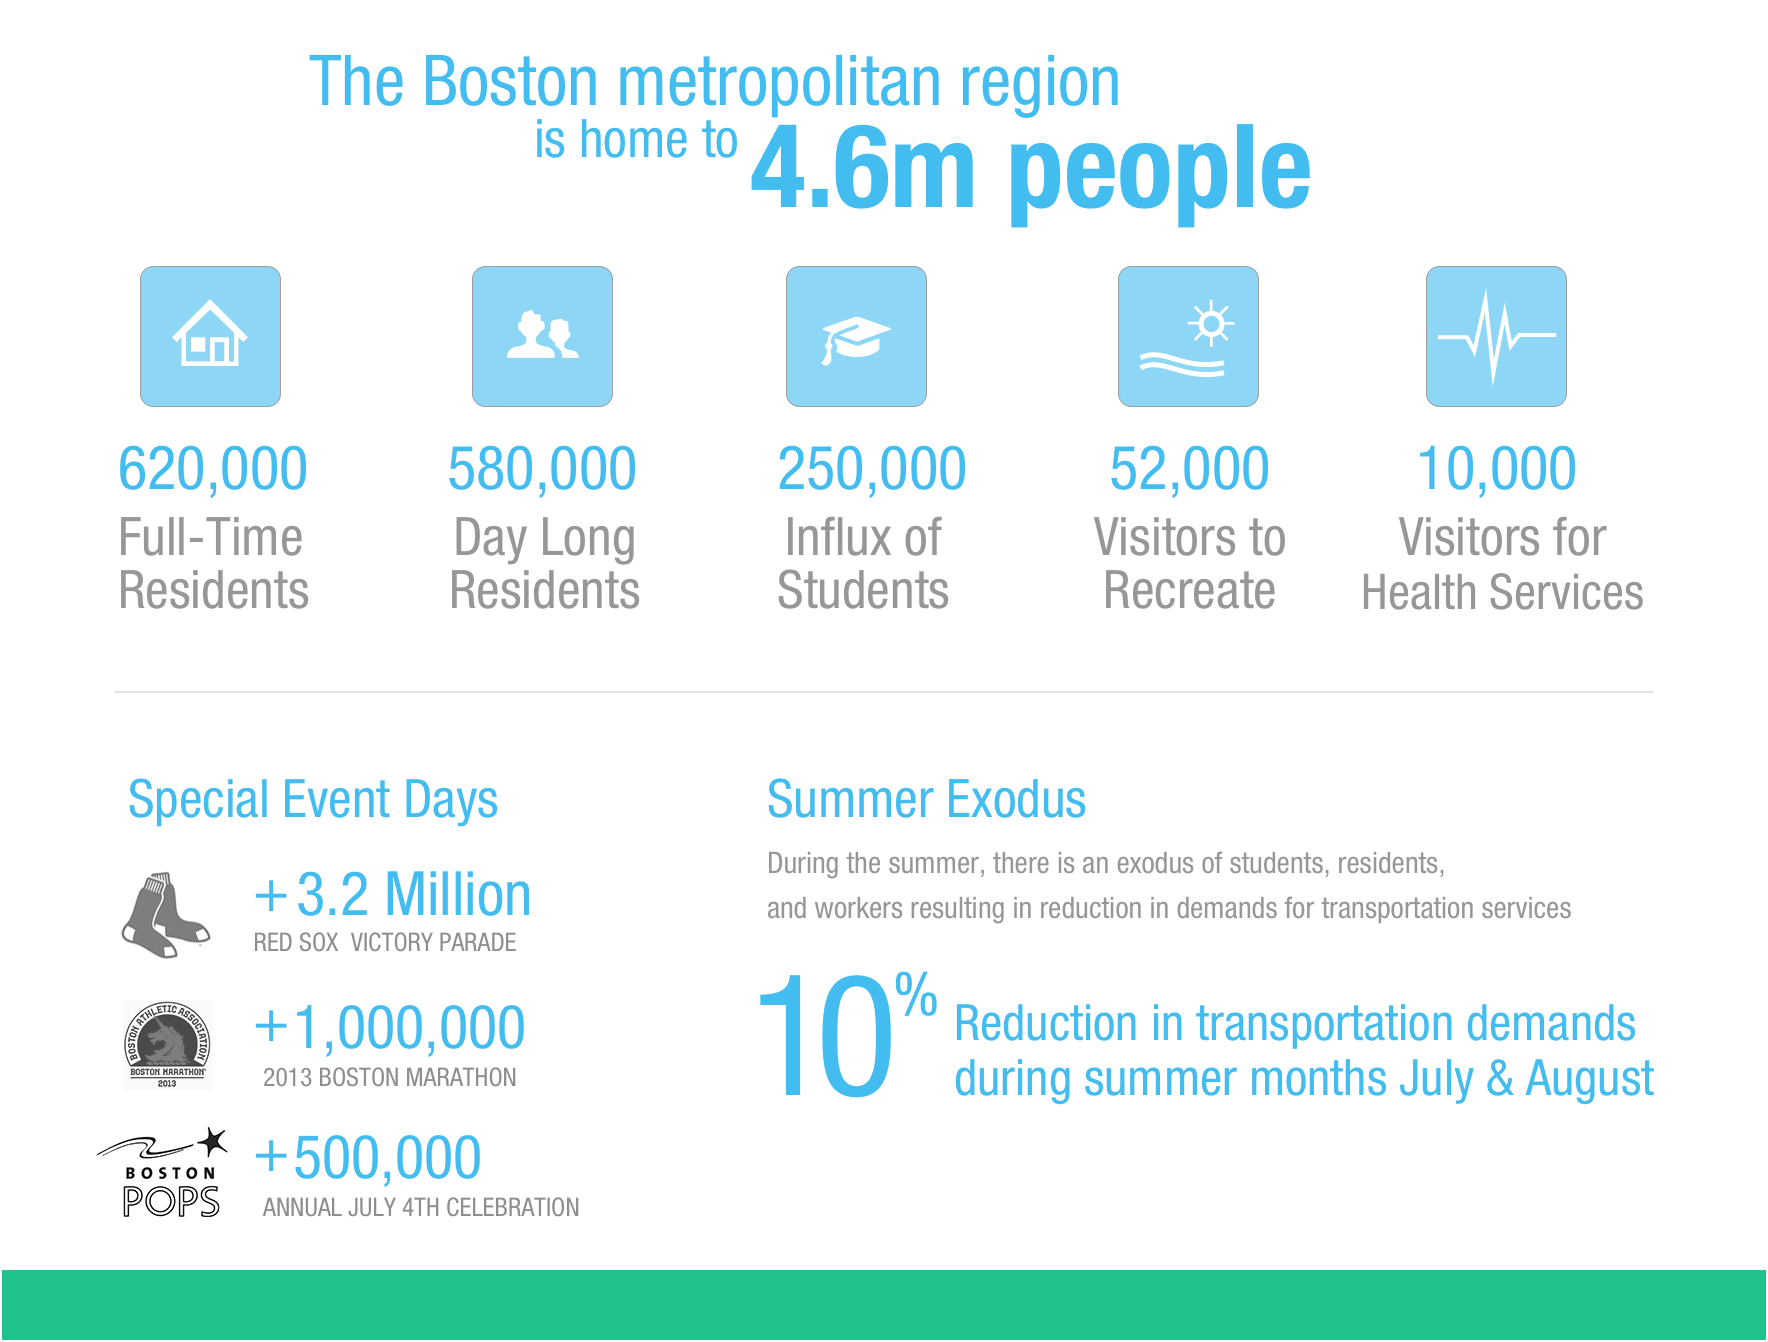 The Boston metropolitan region
is home to 4.6m people
620,000
Full-Time
Residents
580,000
Day Long
Residents
250,000
Influx of
Students
52,000
Visitors to
Recreate
10,000
Visitors for
Health Services
Special Event Days
+3.2 Million
RED SOX VICTORY PARADE
BOSTON ATHLETIC ASSOCIATION
BOSTON MARATHON
2013
+1,000,000
2013 BOSTON MARATHON
BOSTON
POPS
+500,000
ANNUAL JULY 4TH CELEBRATION
Summer Exodus
During the summer, there is an exodus of students, residents,
and workers resulting in reduction in demands for transportation services
10%
Reduction in transportation demands
during summer months July & August